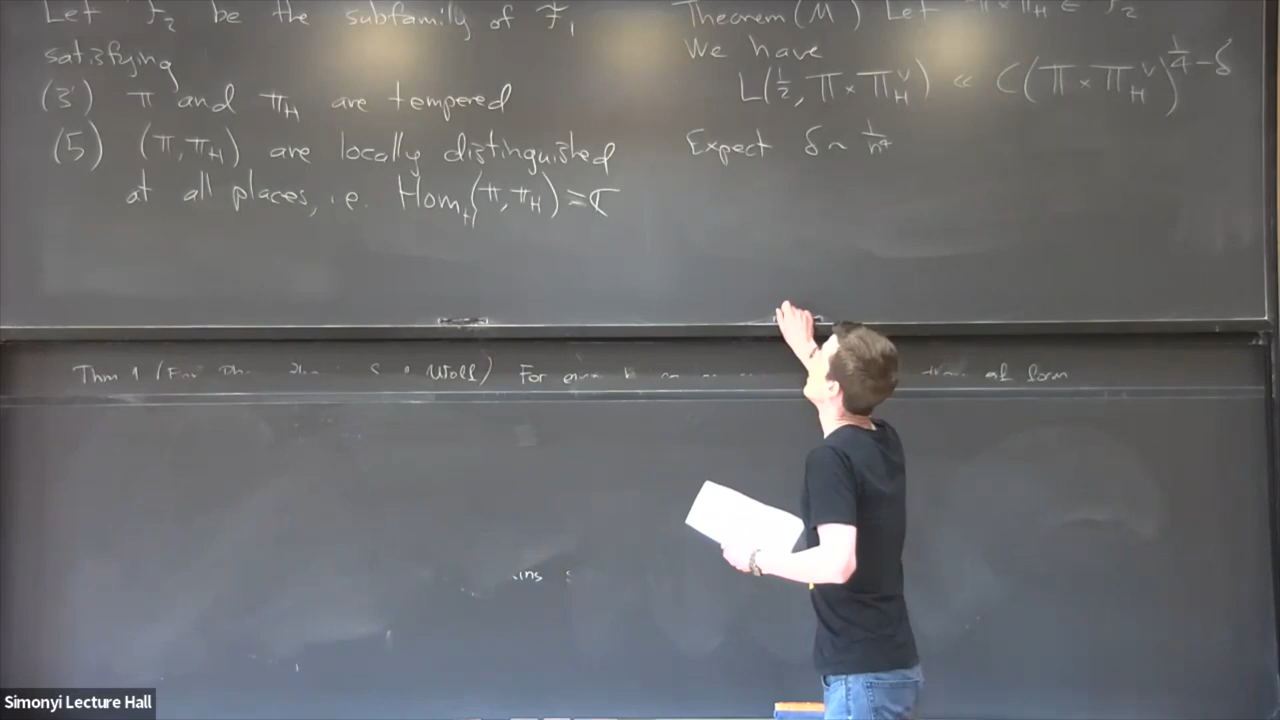 Let F₂ be the subfamily of F̃₁
satisfying
(3') π and π_H are tempered
(5) (π, π_H) are locally distinguished
at all places, i.e. Hom_H(π, π_H) = ℂ
Theorem (M) Let π × π_H ∈ F₂
We have
L(½, π × π_H^∨) ≪ C(π × π_H^∨)^{¼ - δ}
Expect δ ~
Thm 1 ( Wolf) For of form
Simonyi Lecture Hall